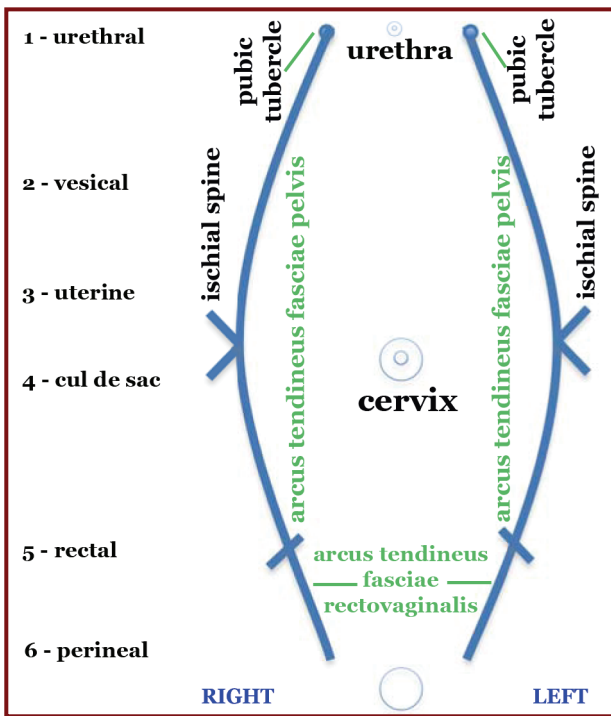 1 - urethral
urethra
pubic
tubercle
pubic
tubercle
2 - vesical
ischial spine
arcus tendineus fasciae pelvis
arcus tendineus fasciae pelvis
ischial spine
3 - uterine
4 - cul de sac
cervix
5 - rectal
arcus tendineus
fasciae
rectovaginalis
6 - perineal
RIGHT
LEFT